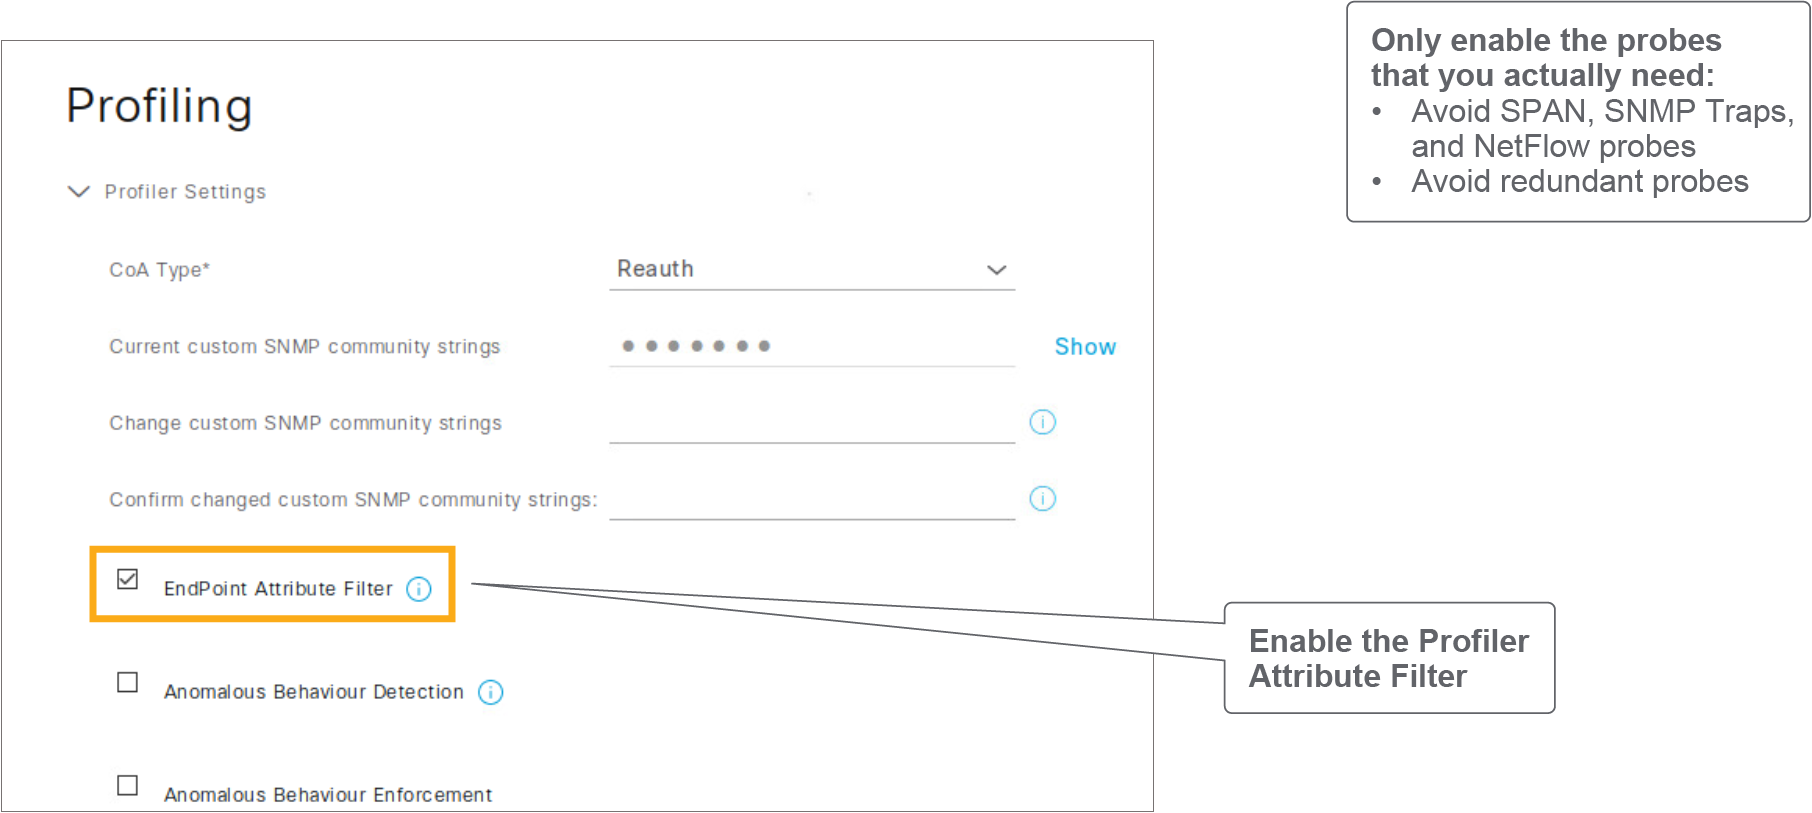 Only enable the probes
that you actually need:
• Avoid SPAN, SNMP Traps,
and NetFlow probes
• Avoid redundant probes
Profiling
Profiler Settings
CoA Type* Reauth
Current custom SNMP community strings ••••••• Show
Change custom SNMP community strings
Confirm changed custom SNMP community strings:
EndPoint Attribute Filter
Enable the Profiler
Attribute Filter
Anomalous Behaviour Detection
Anomalous Behaviour Enforcement